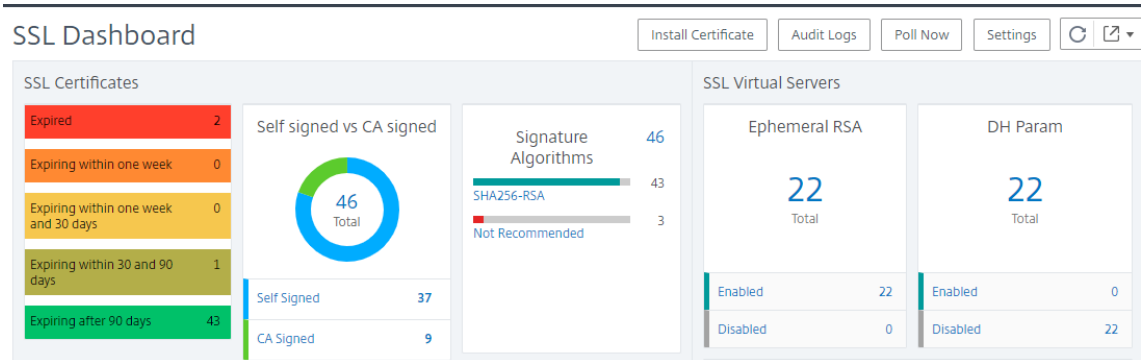 SSL Dashboard
Install Certificate
Audit Logs
Poll Now
Settings
SSL Certificates
Expired 2
Expiring within one week 0
Expiring within one week 0
and 30 days
Expiring within 30 and 90 1
days
Expiring after 90 days 43
Self signed vs CA signed
46
Total
Self Signed 37
CA Signed 9
Signature 46
Algorithms
43
SHA256-RSA
3
Not Recommended
SSL Virtual Servers
Ephemeral RSA
22
Total
Enabled 22
Disabled 0
DH Param
22
Total
Enabled 0
Disabled 22